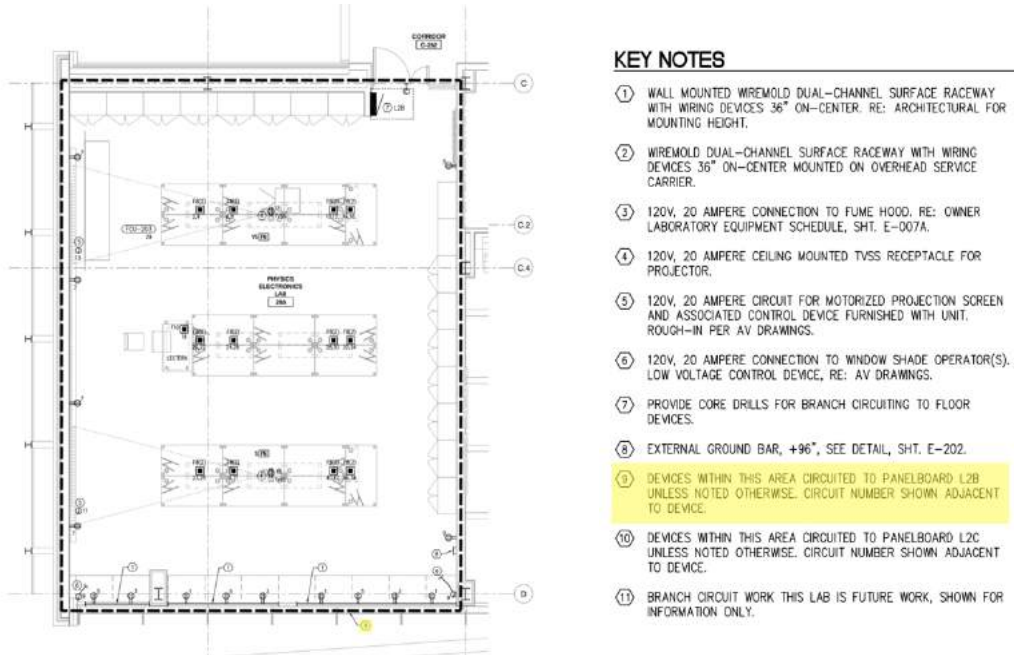 CORRIDOR
C-202
C
7 L2B
C.2
FCU-203
C.4
PHYSICS
ELECTRONICS
LAB
206
LECTERN
D
KEY NOTES
1 WALL MOUNTED WIREMOLD DUAL-CHANNEL SURFACE RACEWAY
WITH WIRING DEVICES 36" ON-CENTER. RE: ARCHITECTURAL FOR
MOUNTING HEIGHT.
2 WIREMOLD DUAL-CHANNEL SURFACE RACEWAY WITH WIRING
DEVICES 36" ON-CENTER MOUNTED ON OVERHEAD SERVICE
CARRIER.
3 120V, 20 AMPERE CONNECTION TO FUME HOOD. RE: OWNER
LABORATORY EQUIPMENT SCHEDULE, SHT. E-007A.
4 120V, 20 AMPERE CEILING MOUNTED TVSS RECEPTACLE FOR
PROJECTOR.
5 120V, 20 AMPERE CIRCUIT FOR MOTORIZED PROJECTION SCREEN
AND ASSOCIATED CONTROL DEVICE FURNISHED WITH UNIT.
ROUGH-IN PER AV DRAWINGS.
6 120V, 20 AMPERE CONNECTION TO WINDOW SHADE OPERATOR(S).
LOW VOLTAGE CONTROL DEVICE, RE: AV DRAWINGS.
7 PROVIDE CORE DRILLS FOR BRANCH CIRCUITING TO FLOOR
DEVICES.
8 EXTERNAL GROUND BAR, +96", SEE DETAIL, SHT. E-202.
9 DEVICES WITHIN THIS AREA CIRCUITED TO PANELBOARD L2B
UNLESS NOTED OTHERWISE. CIRCUIT NUMBER SHOWN ADJACENT
TO DEVICE.
10 DEVICES WITHIN THIS AREA CIRCUITED TO PANELBOARD L2C
UNLESS NOTED OTHERWISE. CIRCUIT NUMBER SHOWN ADJACENT
TO DEVICE.
11 BRANCH CIRCUIT WORK THIS LAB IS FUTURE WORK, SHOWN FOR
INFORMATION ONLY.